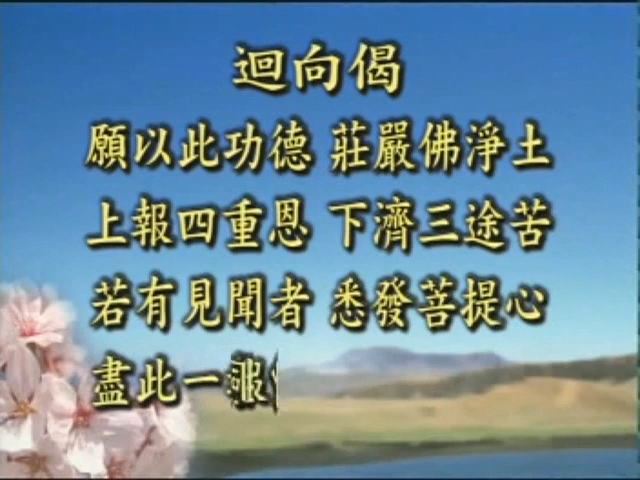 迴向偈
願以此功德 莊嚴佛淨土
上報四重恩 下濟三途苦
若有見聞者 悉發菩提心
盡此一